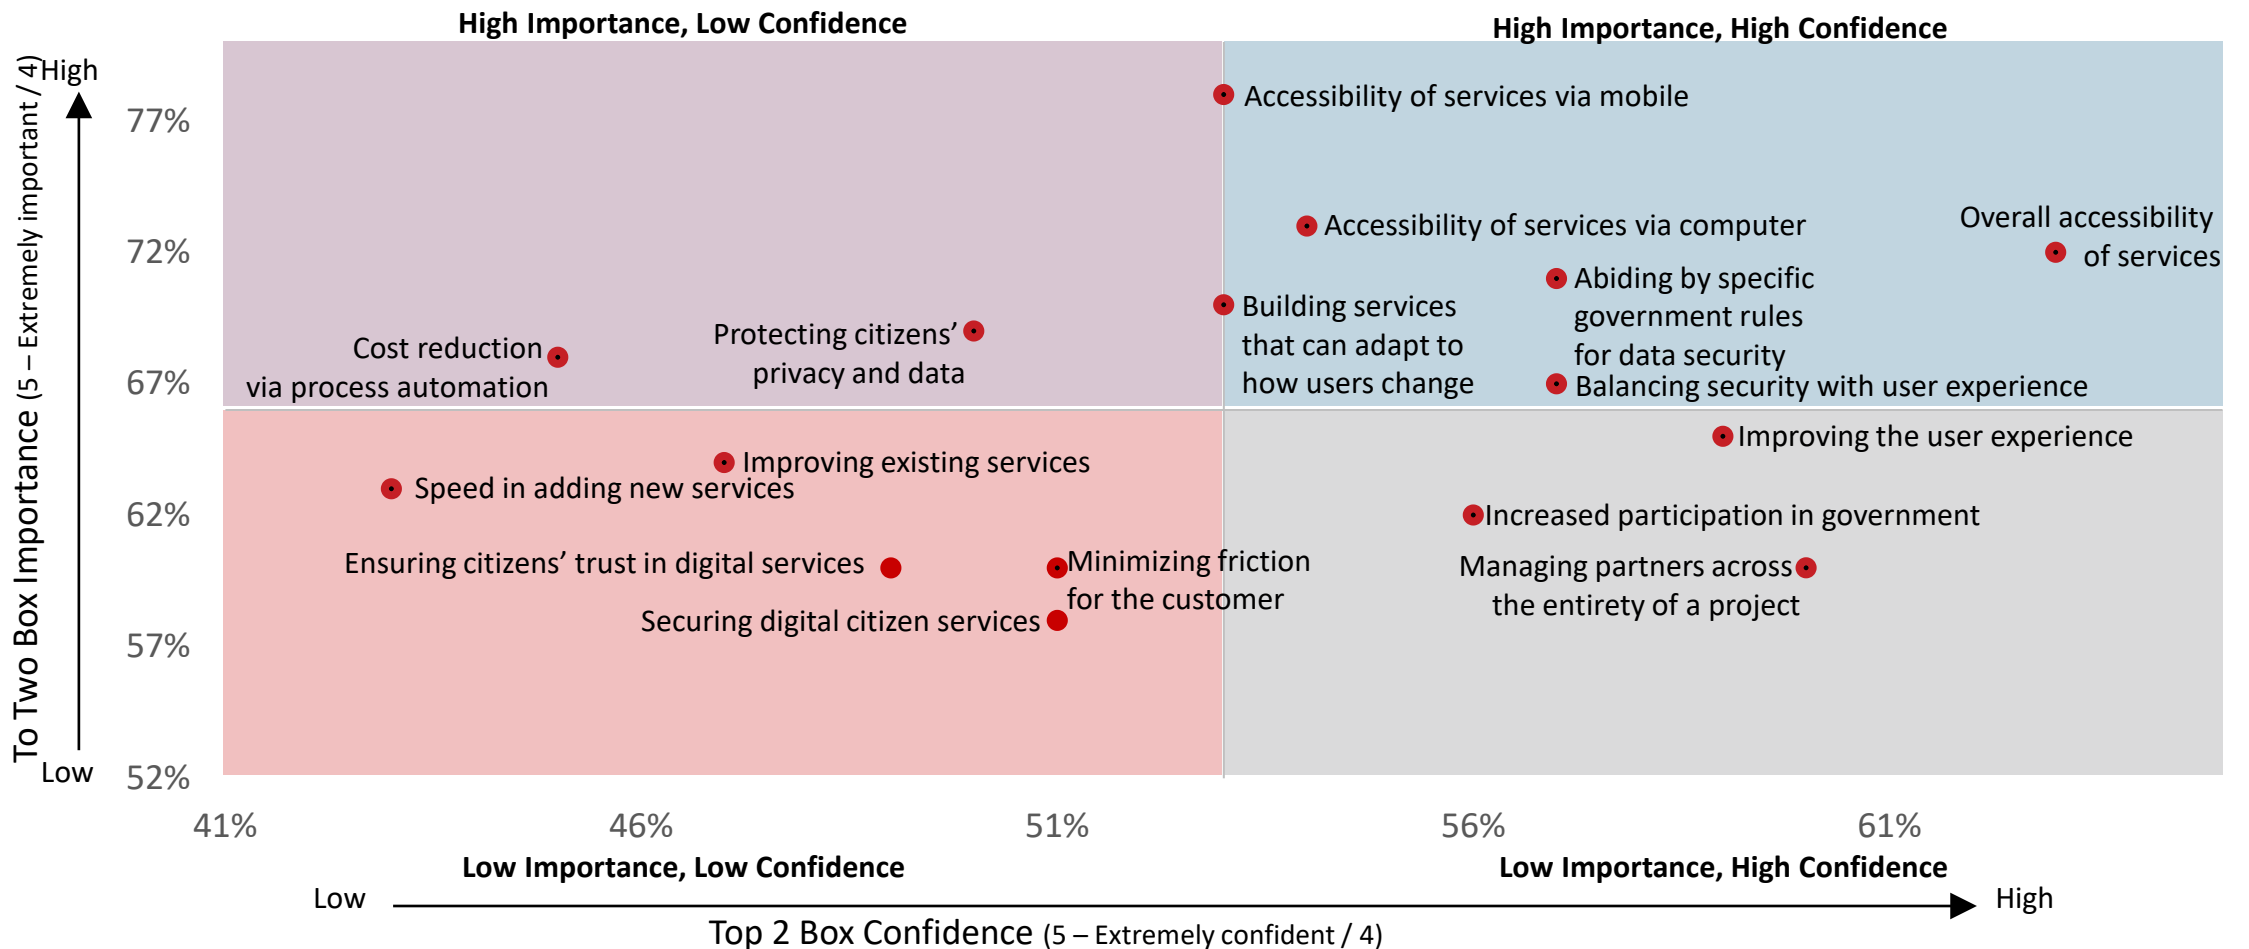 High Importance, Low Confidence
High Importance, High Confidence
To Two Box Importance (5 – Extremely important / 4)
High
Low
77%
72%
67%
62%
57%
52%
Accessibility of services via mobile
Accessibility of services via computer
Overall accessibility
of services
Abiding by specific
government rules
for data security
Building services
that can adapt to
how users change
Protecting citizens’
privacy and data
Cost reduction
via process automation
Balancing security with user experience
Improving the user experience
Improving existing services
Speed in adding new services
Increased participation in government
Ensuring citizens’ trust in digital services
Minimizing friction
for the customer
Managing partners across
the entirety of a project
Securing digital citizen services
41%
46%
51%
56%
61%
Low Importance, Low Confidence
Low Importance, High Confidence
Low
High
Top 2 Box Confidence (5 – Extremely confident / 4)